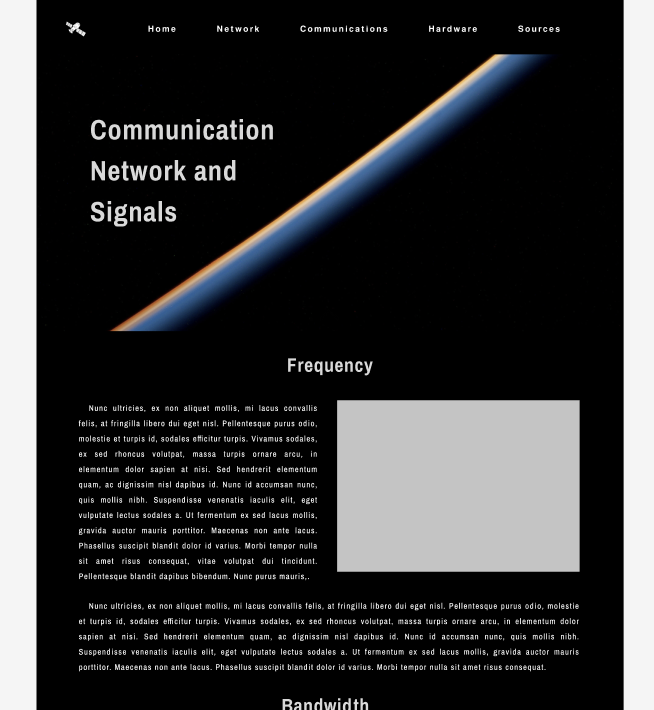 Home Network Communications Hardware Sources
Communication
Network and
Signals
Frequency
Nunc ultricies, ex non aliquet mollis, mi lacus convallis
felis, at fringilla libero dui eget nisl. Pellentesque purus odio,
molestie et turpis id, sodales efficitur turpis. Vivamus sodales,
ex sed rhoncus volutpat, massa turpis ornare arcu, in
elementum dolor sapien at nisi. Sed hendrerit elementum
quam, ac dignissim nisl dapibus id. Nunc id accumsan nunc,
quis mollis nibh. Suspendisse venenatis iaculis elit, eget
vulputate lectus sodales a. Ut fermentum ex sed lacus mollis,
gravida auctor mauris porttitor. Maecenas non ante lacus.
Phasellus suscipit blandit dolor id varius. Morbi tempor nulla
sit amet risus consequat, vitae volutpat dui tincidunt.
Pellentesque blandit dapibus bibendum. Nunc purus mauris,.
Nunc ultricies, ex non aliquet mollis, mi lacus convallis felis, at fringilla libero dui eget nisl. Pellentesque purus odio, molestie
et turpis id, sodales efficitur turpis. Vivamus sodales, ex sed rhoncus volutpat, massa turpis ornare arcu, in elementum dolor
sapien at nisi. Sed hendrerit elementum quam, ac dignissim nisl dapibus id. Nunc id accumsan nunc, quis mollis nibh.
Suspendisse venenatis iaculis elit, eget vulputate lectus sodales a. Ut fermentum ex sed lacus mollis, gravida auctor mauris
porttitor. Maecenas non ante lacus. Phasellus suscipit blandit dolor id varius. Morbi tempor nulla sit amet risus consequat.
Bandwidth